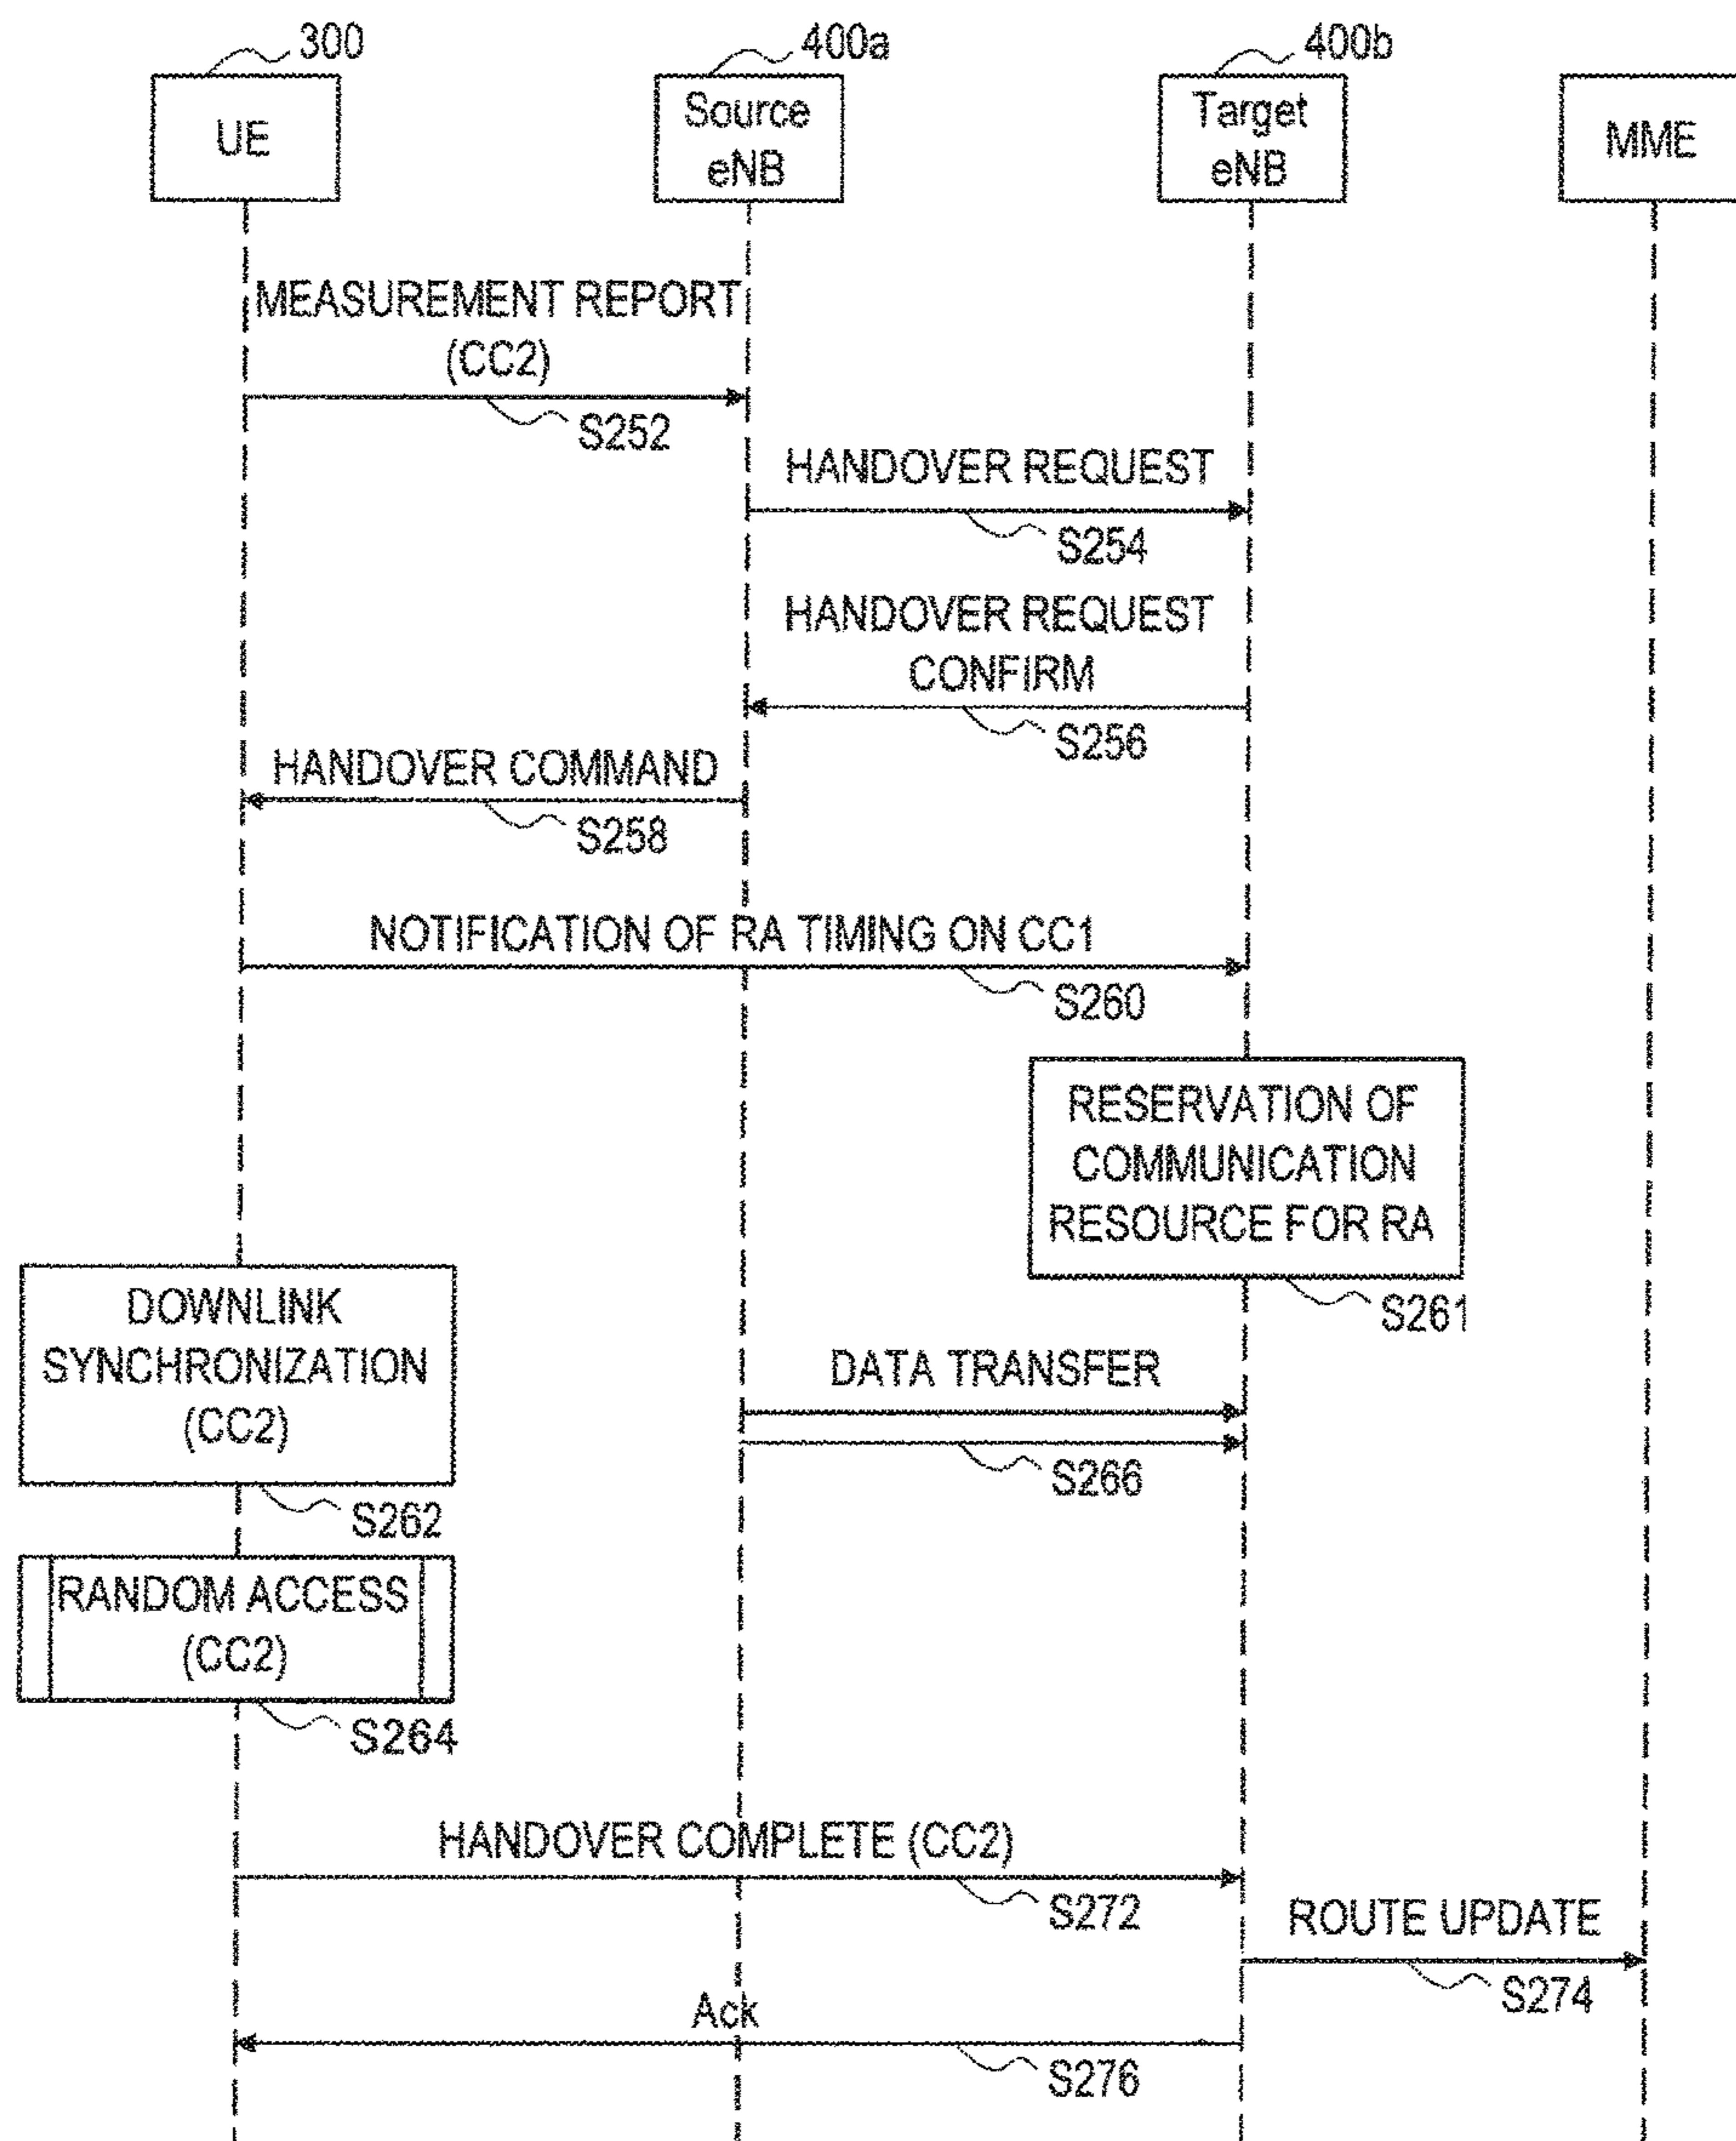 300
400a
400b
UE
Source
eNB
Target
eNB
MME
MEASUREMENT REPORT
(CC2)
S252
HANDOVER REQUEST
S254
HANDOVER REQUEST
CONFIRM
S256
HANDOVER COMMAND
S258
NOTIFICATION OF RA TIMING ON CC1
S260
RESERVATION OF
COMMUNICATION
RESOURCE FOR RA
S261
DOWNLINK
SYNCHRONIZATION
(CC2)
S262
DATA TRANSFER
S266
RANDOM ACCESS
(CC2)
S264
HANDOVER COMPLETE (CC2)
S272
ROUTE UPDATE
S274
Ack
S276